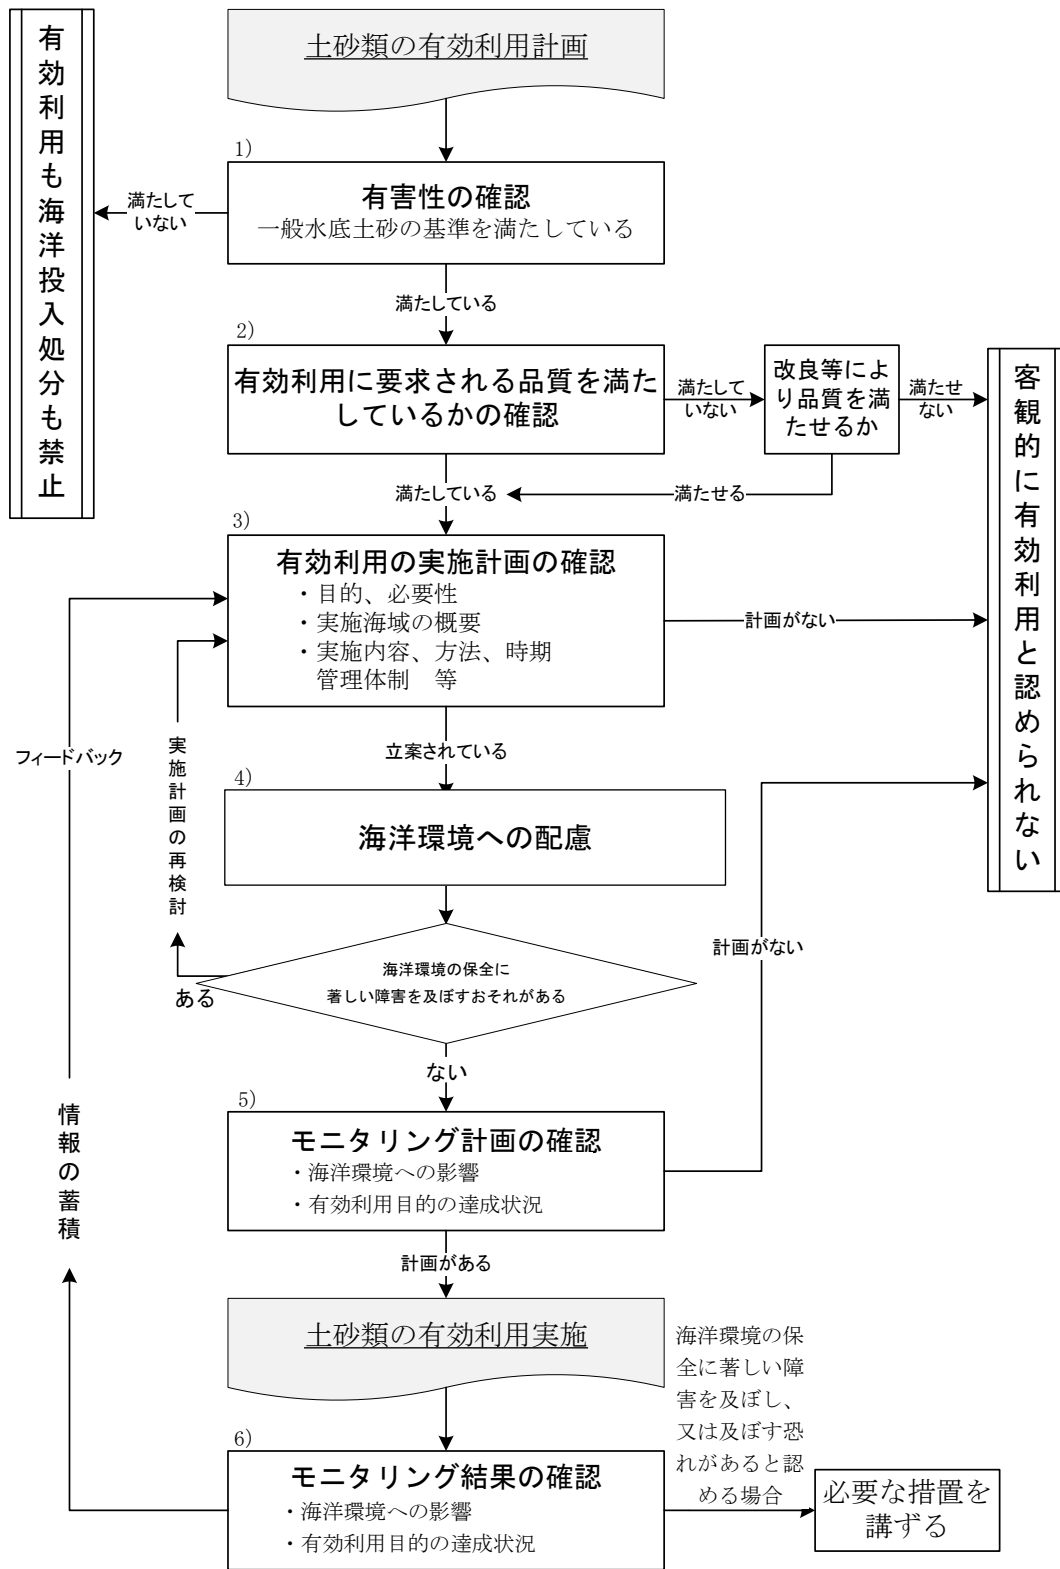 土砂類の有効利用計画
有効利用も海洋投入処分も禁止
1)
有害性の確認
一般水底土砂の基準を満たしている
満たして
いない
満たしている
2)
有効利用に要求される品質を満た
しているかの確認
満たして
いない
改良等によ
り品質を満
たせるか
満たせ
ない
客観的に有効利用と認められない
満たしている
満たせる
3)
有効利用の実施計画の確認
・目的、必要性
・実施海域の概要
・実施内容、方法、時期
管理体制　等
計画がない
フィードバック
実施計画の再検討
立案されている
4)
海洋環境への配慮
計画がない
海洋環境の保全に
著しい障害を及ぼすおそれがある
ある
ない
5)
モニタリング計画の確認
・海洋環境への影響
・有効利用目的の達成状況
情報の蓄積
計画がある
土砂類の有効利用実施
海洋環境の保
全に著しい障
害を及ぼし、
又は及ぼす恐
れがあると認
める場合
6)
モニタリング結果の確認
・海洋環境への影響
・有効利用目的の達成状況
必要な措置を
講ずる